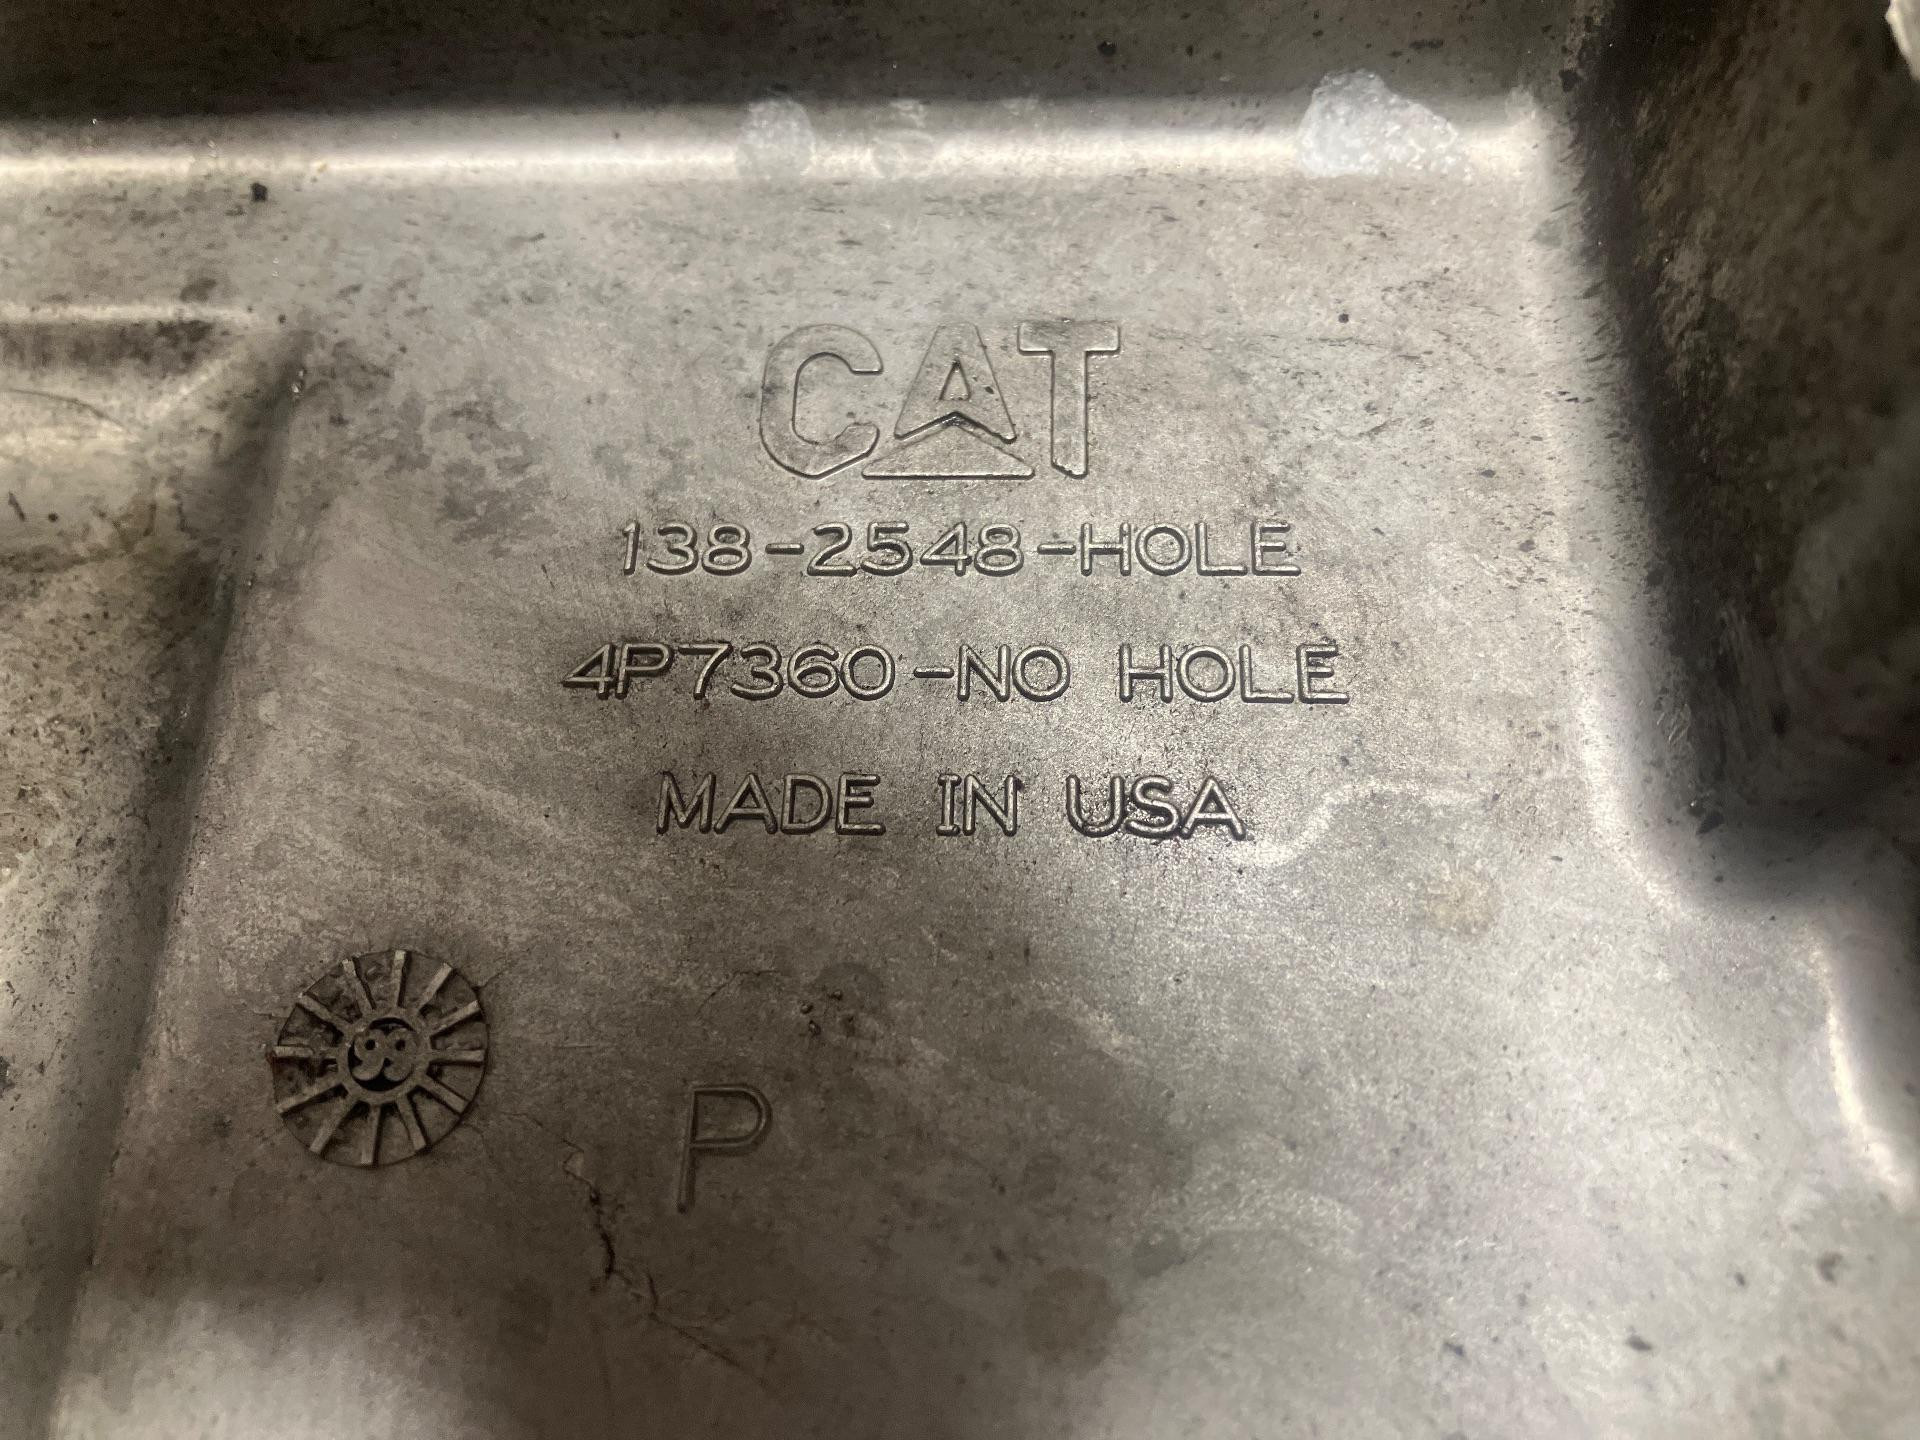 CAT
138-2548-HOLE
4P7360-NO HOLE
MADE IN USA
P